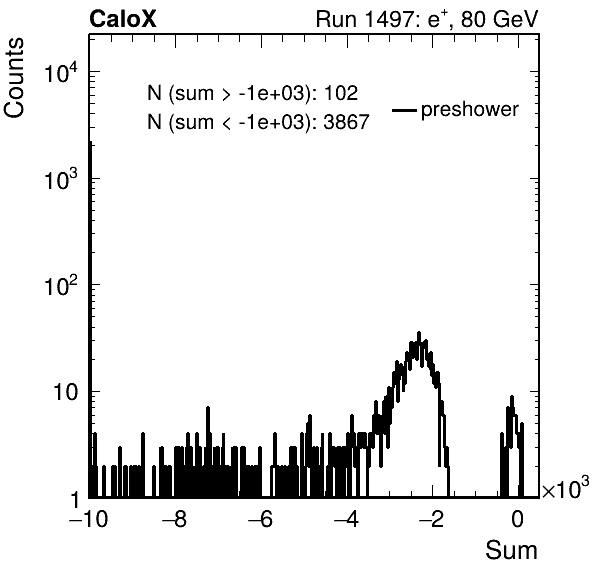 CaloX Run 1497: e⁺, 80 GeV
Counts
N (sum > -1e+03): 102
N (sum < -1e+03): 3867
preshower
10⁴
10³
10²
10
1
−10 −8 −6 −4 −2 0 ×10³
Sum